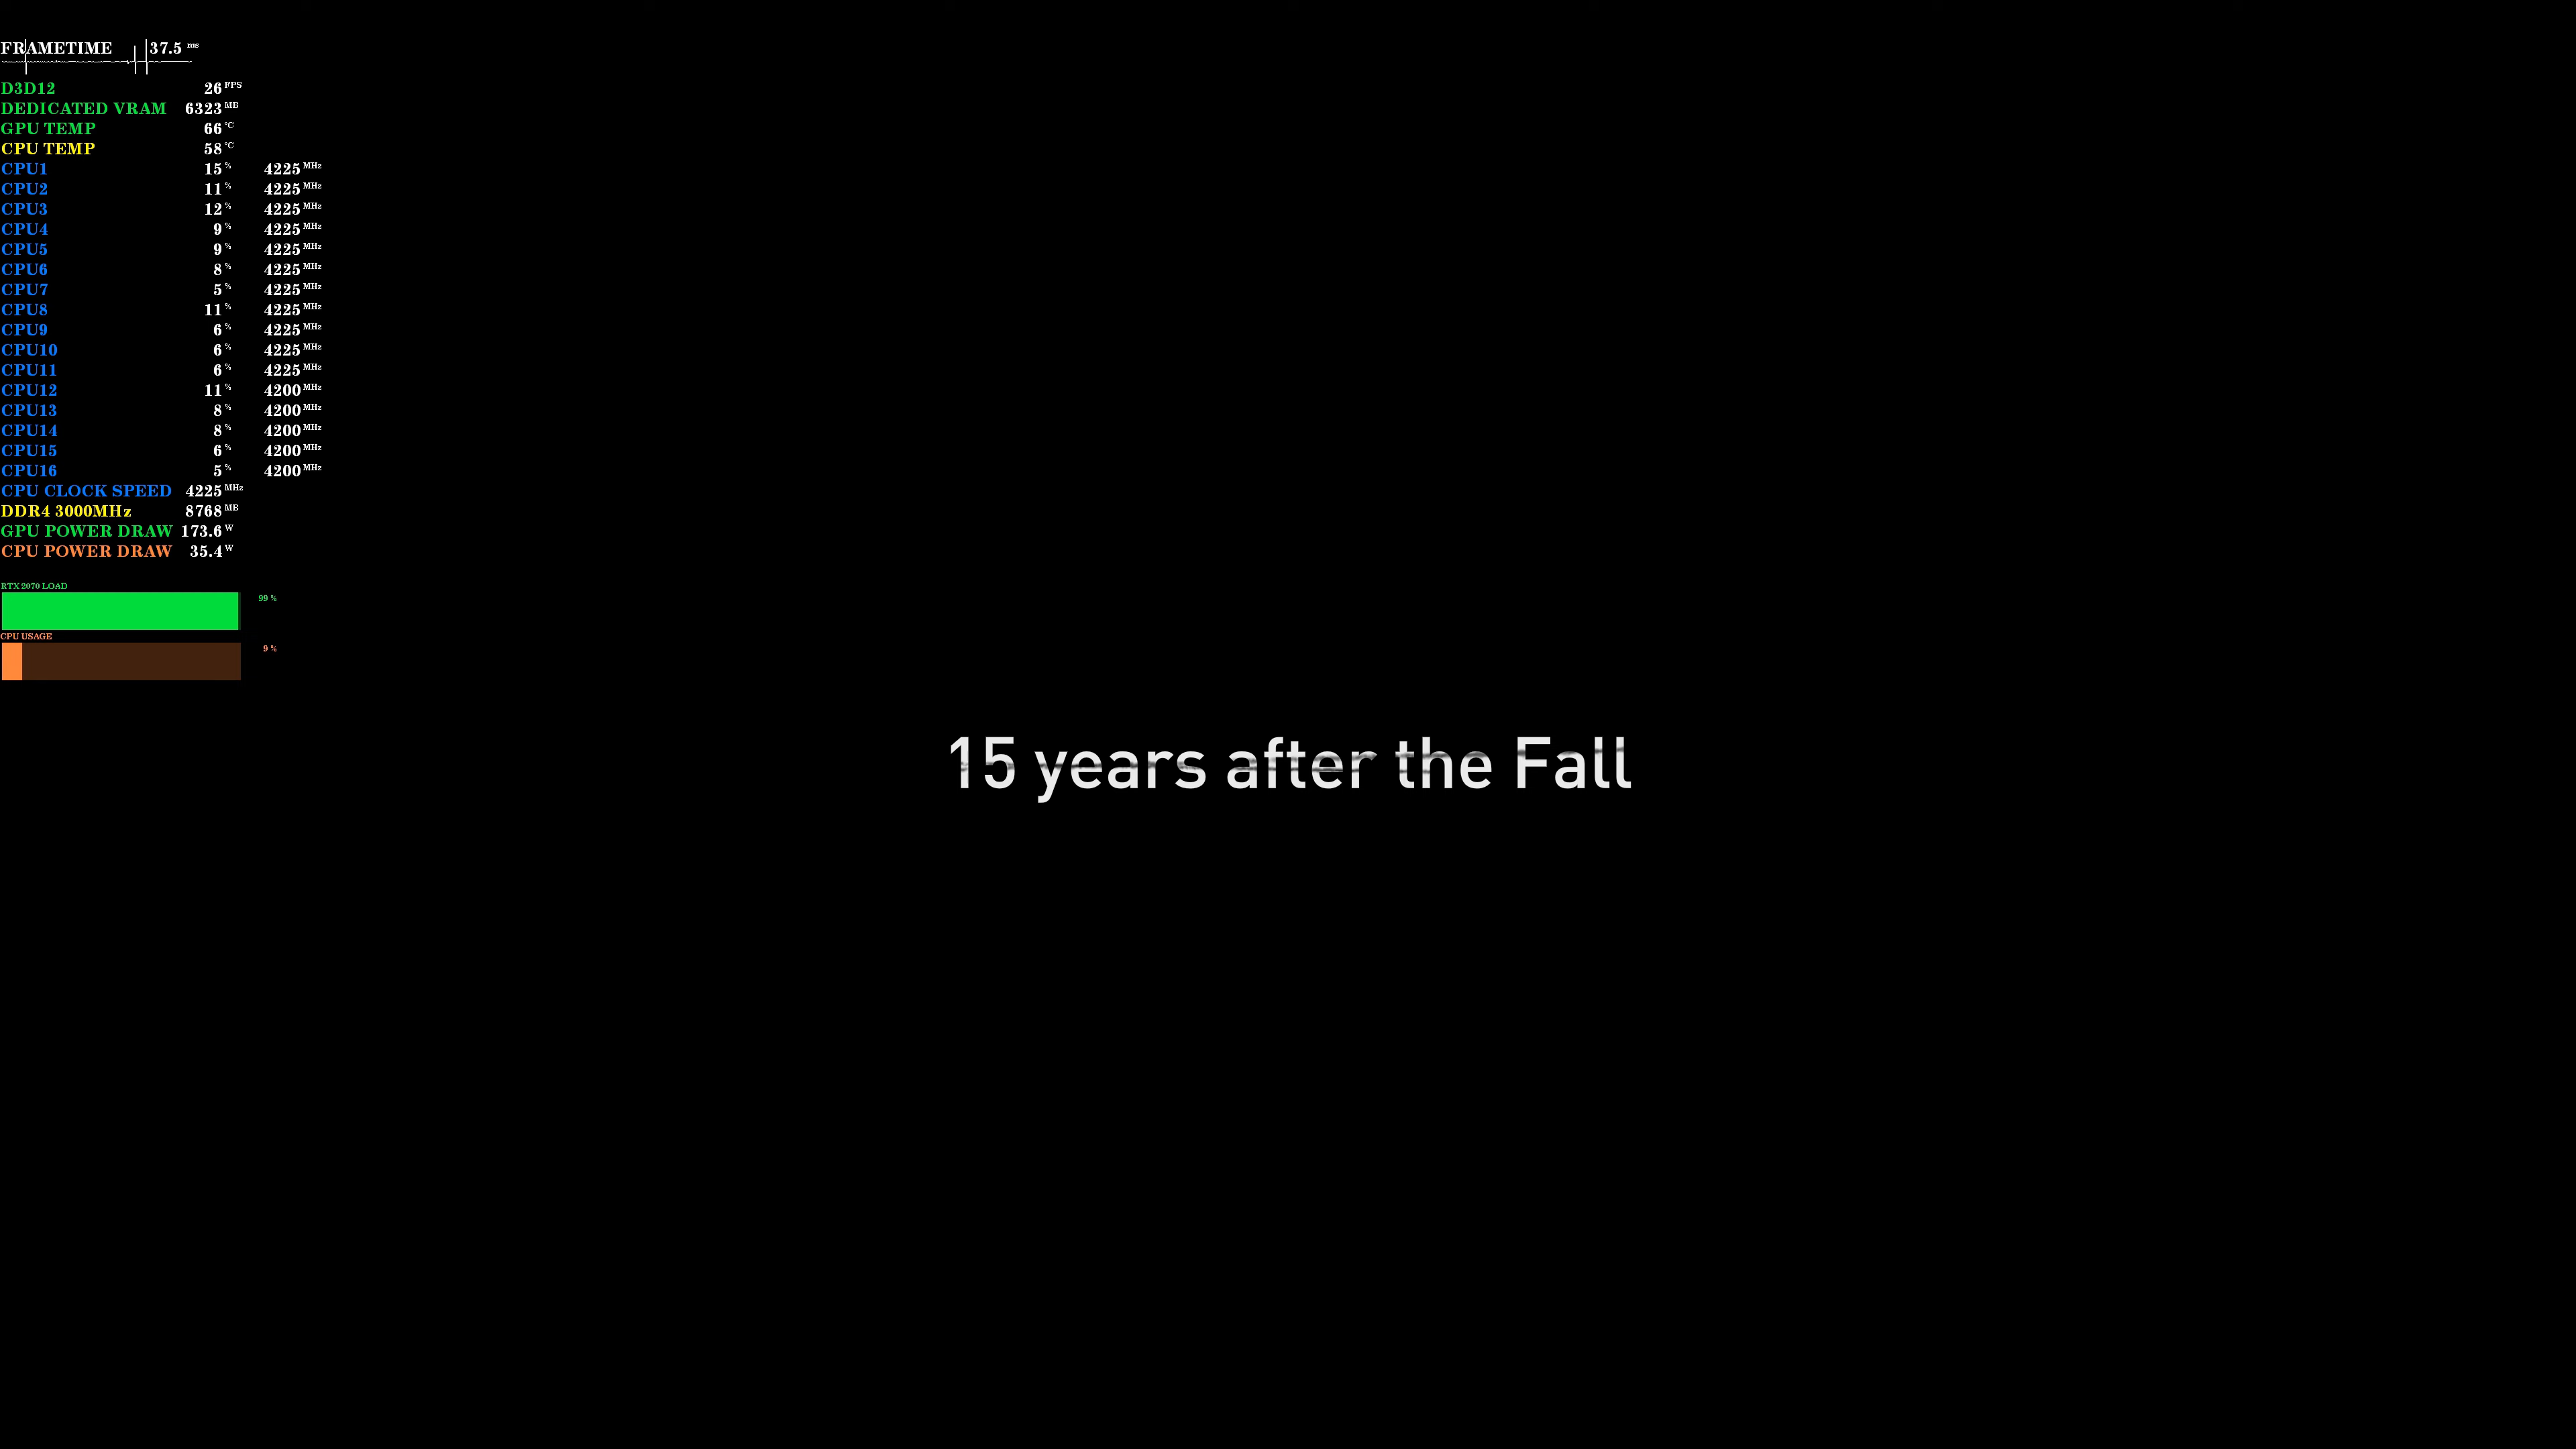 FRAMETIME 37.5 ms
D3D12 26 FPS
DEDICATED VRAM 6323 MB
GPU TEMP 66 °C
CPU TEMP 58 °C
CPU1 15 % 4225 MHz
CPU2 11 % 4225 MHz
CPU3 12 % 4225 MHz
CPU4 9 % 4225 MHz
CPU5 9 % 4225 MHz
CPU6 8 % 4225 MHz
CPU7 5 % 4225 MHz
CPU8 11 % 4225 MHz
CPU9 6 % 4225 MHz
CPU10 6 % 4225 MHz
CPU11 6 % 4225 MHz
CPU12 11 % 4200 MHz
CPU13 8 % 4200 MHz
CPU14 8 % 4200 MHz
CPU15 6 % 4200 MHz
CPU16 5 % 4200 MHz
CPU CLOCK SPEED 4225 MHz
DDR4 3000MHz 8768 MB
GPU POWER DRAW 173.6 W
CPU POWER DRAW 35.4 W
RTX 2070 LOAD
99 %
CPU USAGE
9 %
15 years after the Fall